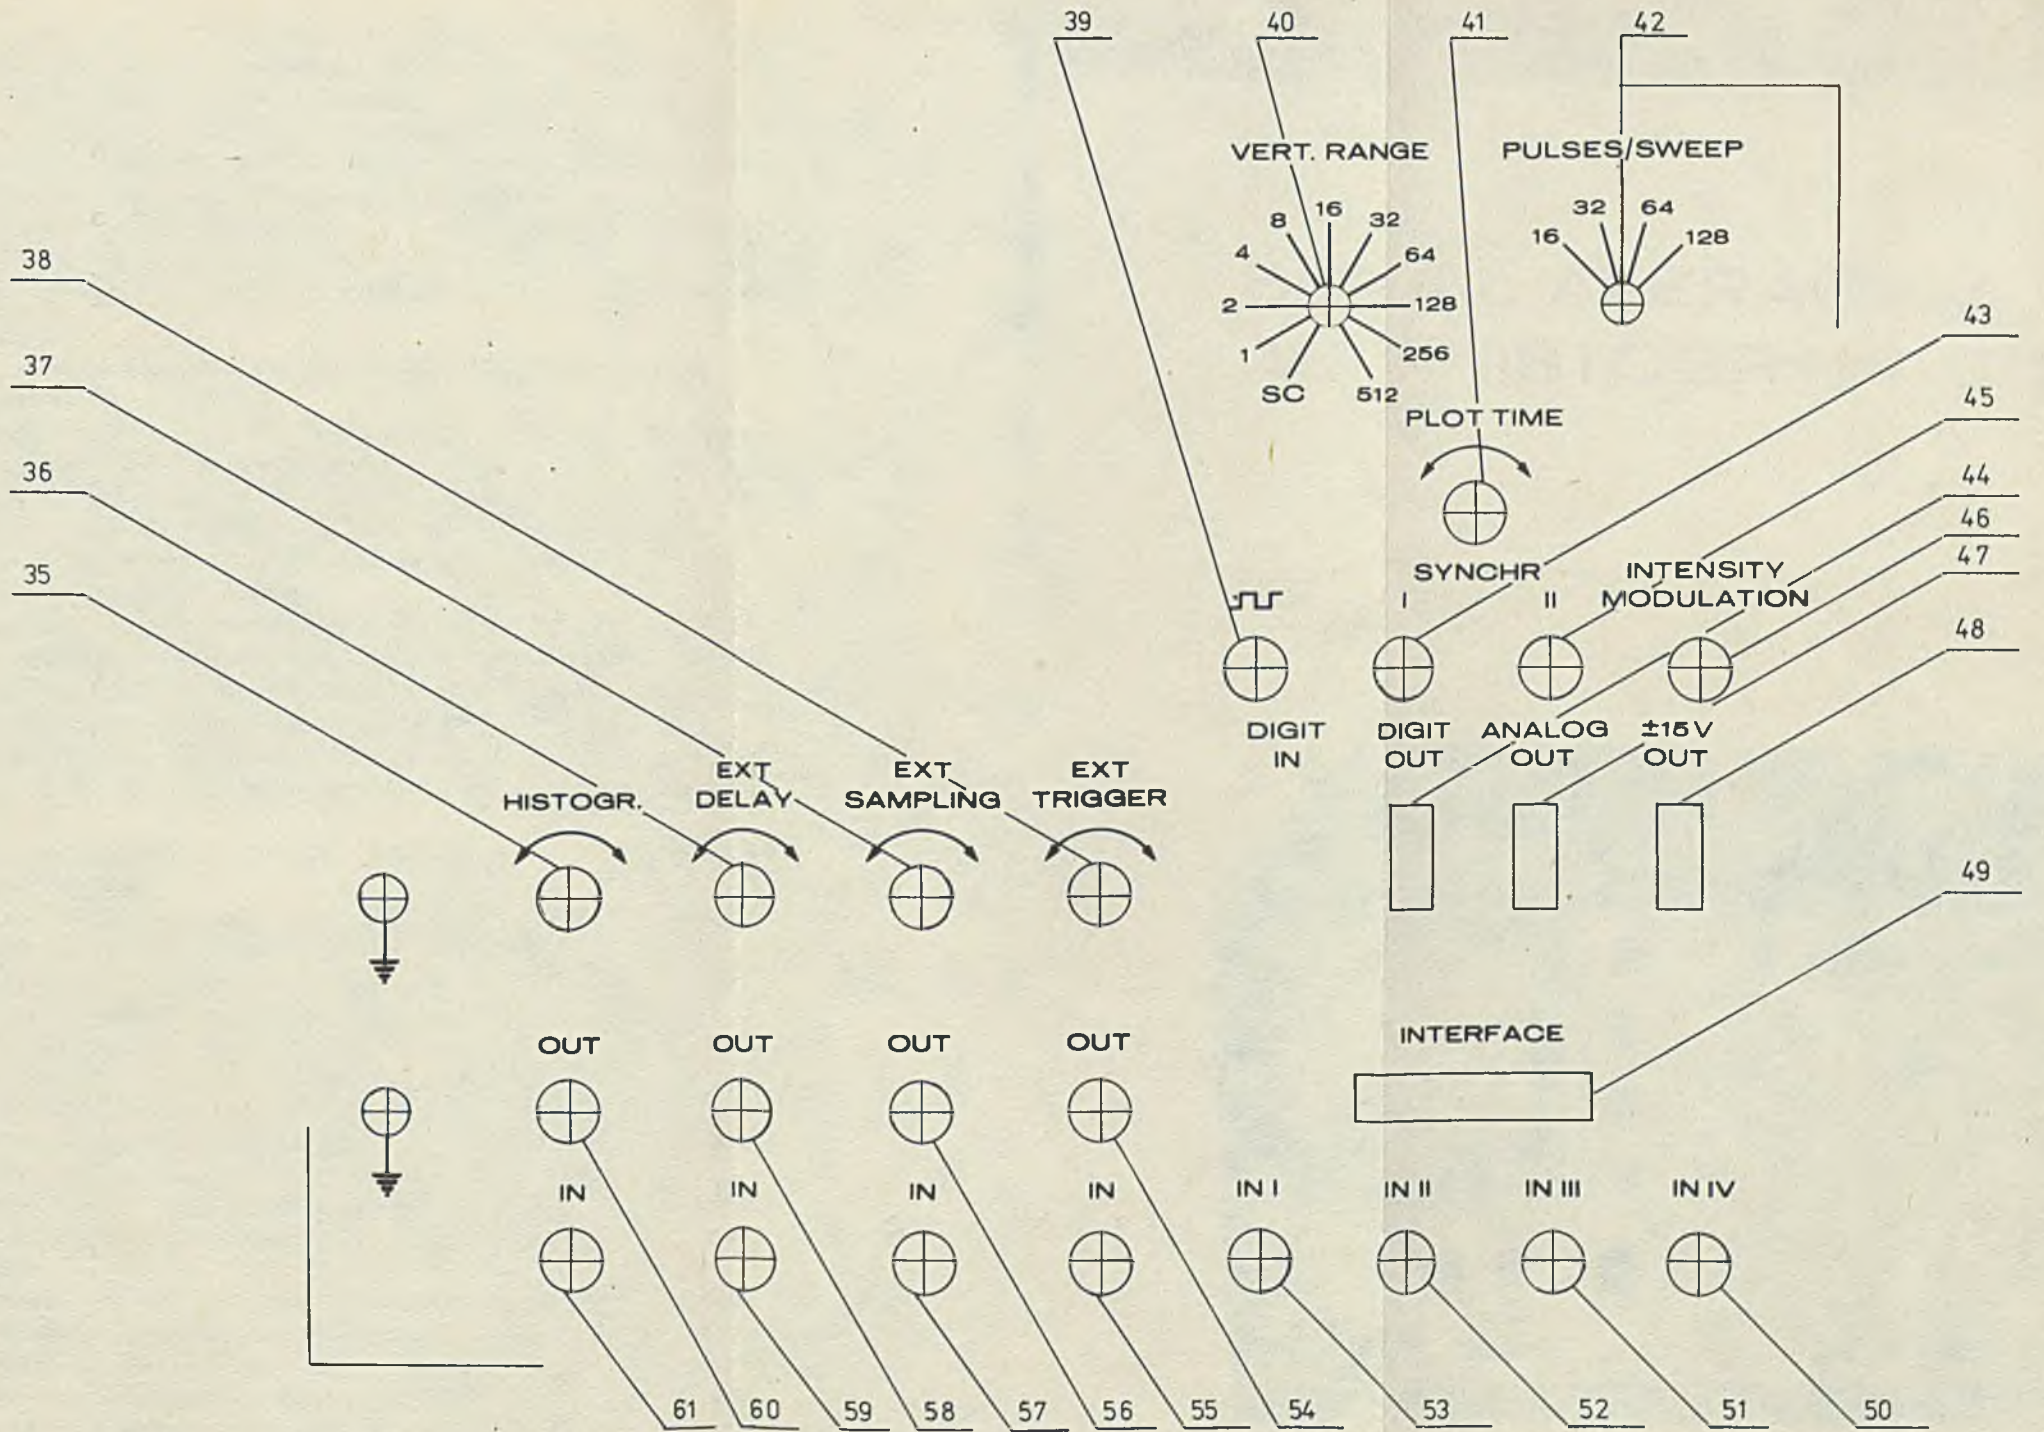 39 40 41 42
VERT. RANGE PULSES/SWEEP
8 16 32
4 64
2 128
1 256
SC 512
32 64
16 128
38
37
36
35
43
45
44
46
47
48
49
PLOT TIME
SYNCHR INTENSITY
I II MODULATION
DIGIT DIGIT ANALOG ±15V
IN OUT OUT OUT
EXT EXT EXT
HISTOGR. DELAY SAMPLING TRIGGER
OUT OUT OUT OUT INTERFACE
IN IN IN IN IN I IN II IN III IN IV
61 60 59 58 57 56 55 54 53 52 51 50